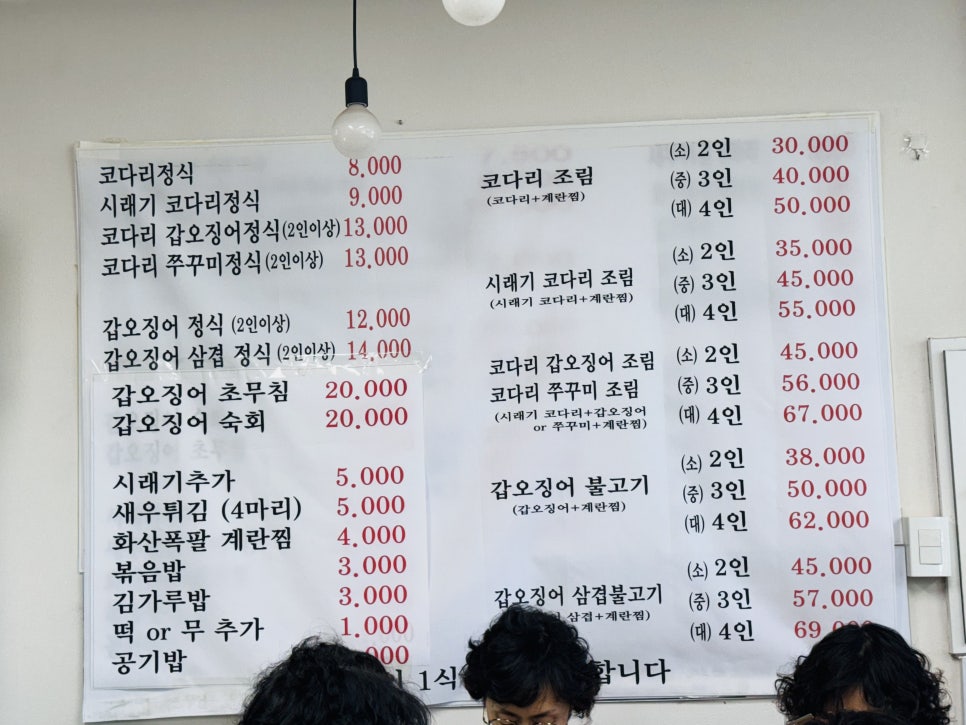 코다리정식 8.000
시래기 코다리정식 9.000
코다리 갑오징어정식(2인이상) 13.000
코다리 쭈꾸미정식(2인이상) 13.000
갑오징어 정식 (2인이상) 12.000
갑오징어 삼겹 정식 (2인이상) 14.000
갑오징어 초무침 20.000
갑오징어 숙회 20.000
시래기추가 5.000
새우튀김 (4마리) 5.000
화산폭팔 계란찜 4.000
볶음밥 3.000
김가루밥 3.000
떡 or 무 추가 1.000
공기밥
코다리 조림
(코다리+계란찜)
(소) 2인 30.000
(중) 3인 40.000
(대) 4인 50.000
시래기 코다리 조림
(시래기 코다리+계란찜)
(소) 2인 35.000
(중) 3인 45.000
(대) 4인 55.000
코다리 갑오징어 조림
코다리 쭈꾸미 조림
(시래기 코다리+갑오징어
or 쭈꾸미+계란찜)
(소) 2인 45.000
(중) 3인 56.000
(대) 4인 67.000
갑오징어 불고기
(갑오징어+계란찜)
(소) 2인 38.000
(중) 3인 50.000
(대) 4인 62.000
갑오징어 삼겹불고기
삼겹+계란찜)
(소) 2인 45.000
(중) 3인 57.000
(대) 4인
1식 합니다